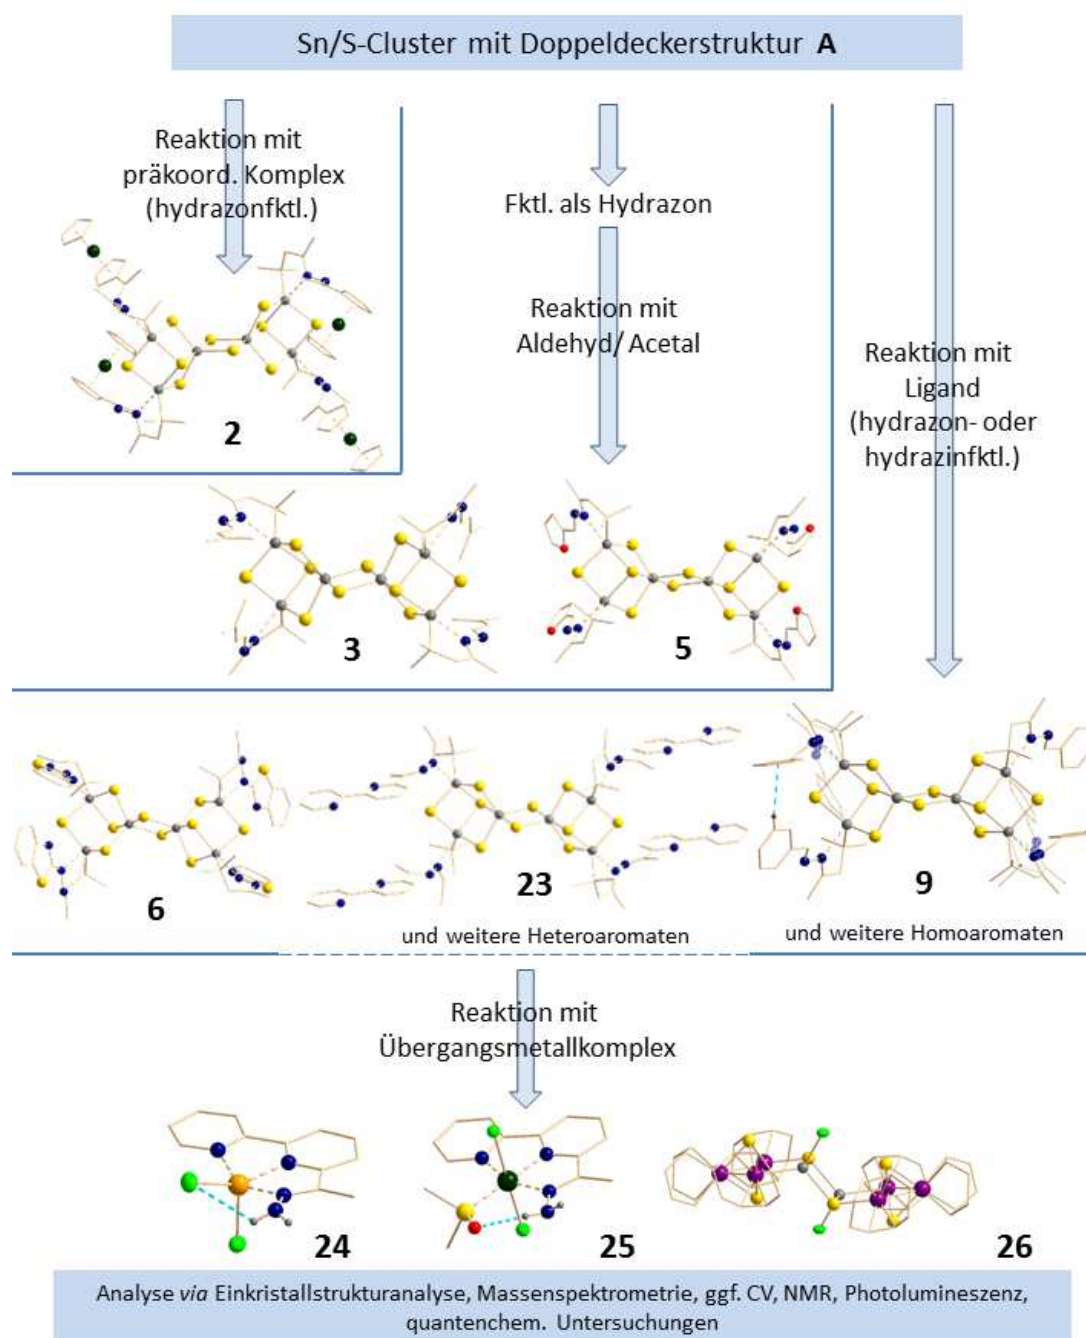 Sn/S-Cluster mit Doppeldeckerstruktur A
Reaktion mit
präkoord. Komplex
(hydrazonfktl.)
2
Fktl. als Hydrazon
Reaktion mit
Aldehyd/ Acetal
Reaktion mit
Ligand
(hydrazon- oder
hydrazinfktl.)
3
5
6
23
und weitere Heteroaromaten
9
und weitere Homoaromaten
Reaktion mit
Übergangsmetallkomplex
24
25
26
Analyse via Einkristallstrukturanalyse, Massenspektrometrie, ggf. CV, NMR, Photolumineszenz,
quantenchem. Untersuchungen